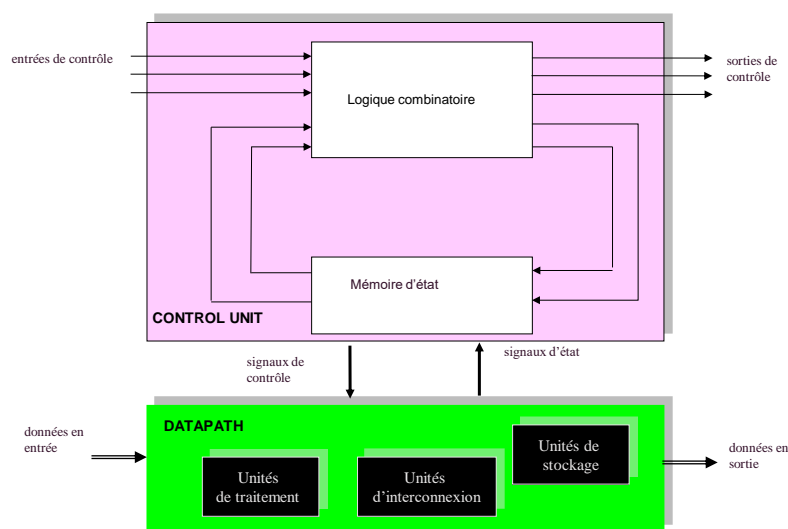 entrées de contrôle
sorties de
contrôle
Logique combinatoire
Mémoire d'état
CONTROL UNIT
signaux de
contrôle
signaux d'état
DATAPATH
données en
entrée
Unités
de traitement
Unités
d'interconnexion
Unités de
stockage
données en
sortie